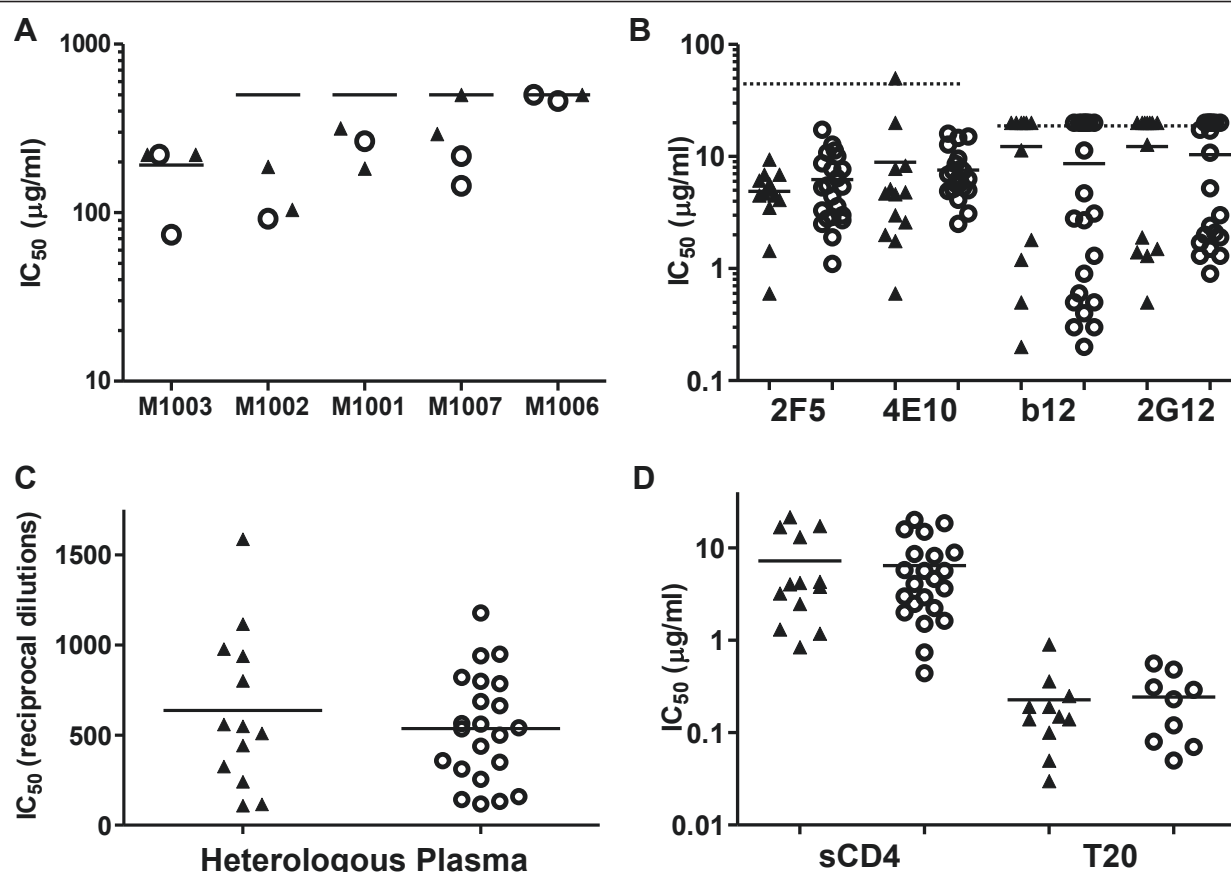 A
1000
100
10
IC50 (μg/ml)
M1003 M1002 M1001 M1007 M1006
B
100
10
1
0.1
IC50 (μg/ml)
2F5 4E10 b12 2G12
C
1500
1000
500
0
IC50 (reciprocal dilutions)
Heterologous Plasma
D
10
1
0.1
0.01
IC50 (μg/ml)
sCD4 T20